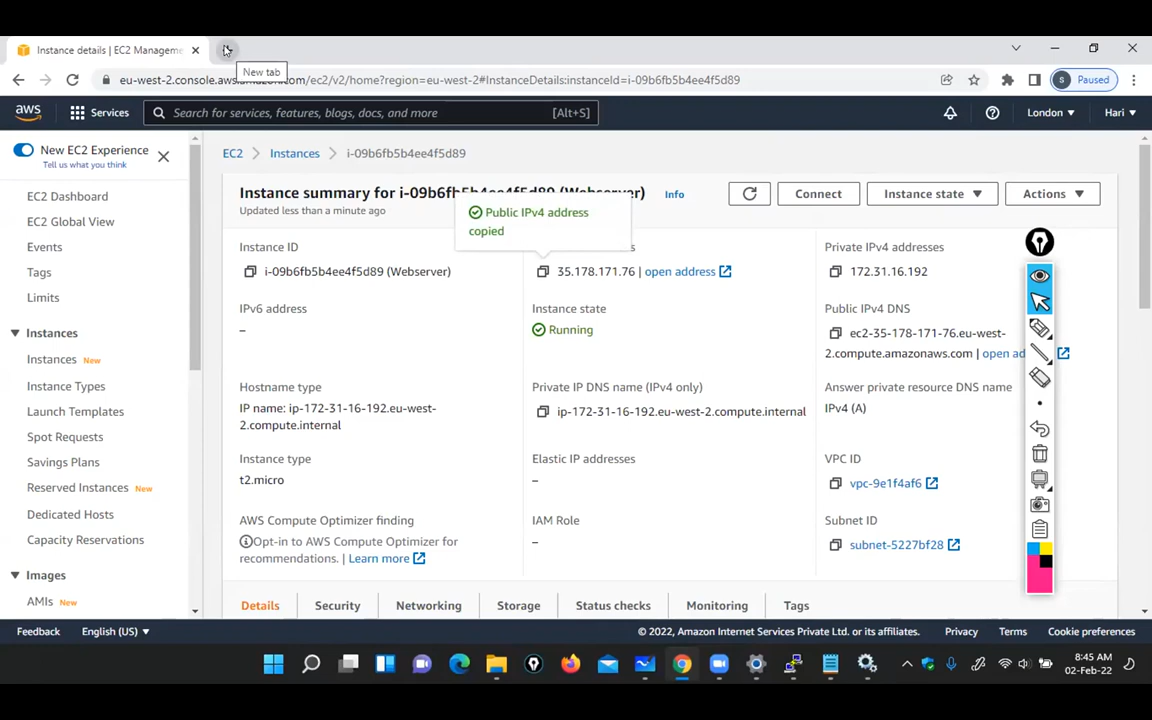 Instance details | EC2 Manageme
New tab
eu-west-2.console.aws.amazon.com/ec2/v2/home?region=eu-west-2#InstanceDetails:instanceId=i-09b6fb5b4ee4f5d89
S Paused
aws
Services
Search for services, features, blogs, docs, and more [Alt+S]
London
Hari
New EC2 Experience
Tell us what you think
EC2 Dashboard
EC2 Global View
Events
Tags
Limits
Instances
Instances New
Instance Types
Launch Templates
Spot Requests
Savings Plans
Reserved Instances New
Dedicated Hosts
Capacity Reservations
Images
AMIs New
EC2 > Instances > i-09b6fb5b4ee4f5d89
Instance summary for i-09b6fb5b4ee4f5d89 (Webserver) Info
Updated less than a minute ago
Connect
Instance state
Actions
Public IPv4 address
copied
Instance ID
i-09b6fb5b4ee4f5d89 (Webserver)
35.178.171.76 | open address
Private IPv4 addresses
172.31.16.192
IPv6 address
–
Instance state
Running
Public IPv4 DNS
ec2-35-178-171-76.eu-west-
2.compute.amazonaws.com | open ad
Hostname type
IP name: ip-172-31-16-192.eu-west-
2.compute.internal
Private IP DNS name (IPv4 only)
ip-172-31-16-192.eu-west-2.compute.internal
Answer private resource DNS name
IPv4 (A)
Instance type
t2.micro
Elastic IP addresses
–
VPC ID
vpc-9e1f4af6
AWS Compute Optimizer finding
Opt-in to AWS Compute Optimizer for
recommendations. | Learn more
IAM Role
–
Subnet ID
subnet-5227bf28
Details
Security
Networking
Storage
Status checks
Monitoring
Tags
Feedback
English (US)
© 2022, Amazon Internet Services Private Ltd. or its affiliates.
Privacy
Terms
Cookie preferences
8:45 AM
02-Feb-22